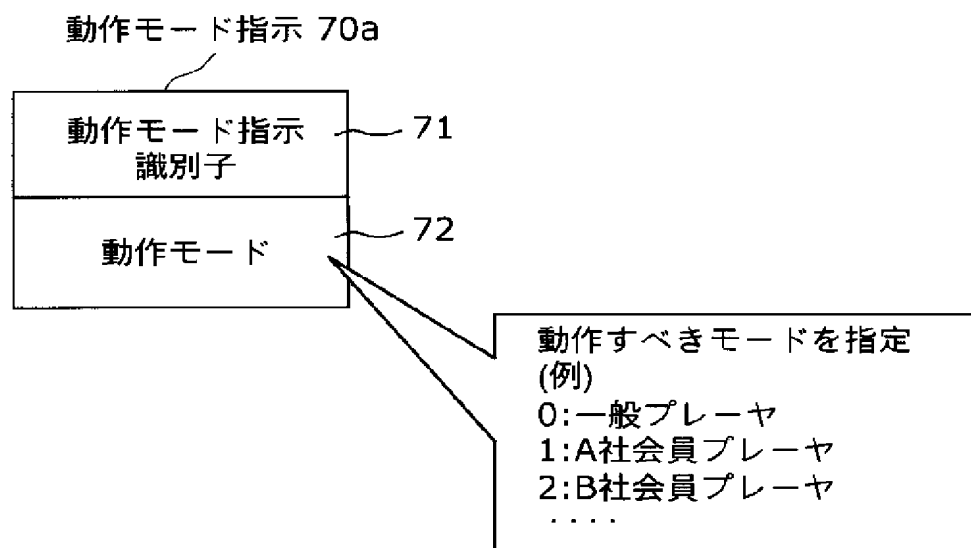 動作モード指示 70a
動作モード指示
識別子
71
動作モード
72
動作すべきモードを指定
(例)
0:一般プレーヤ
1:A社会員プレーヤ
2:B社会員プレーヤ
・・・・